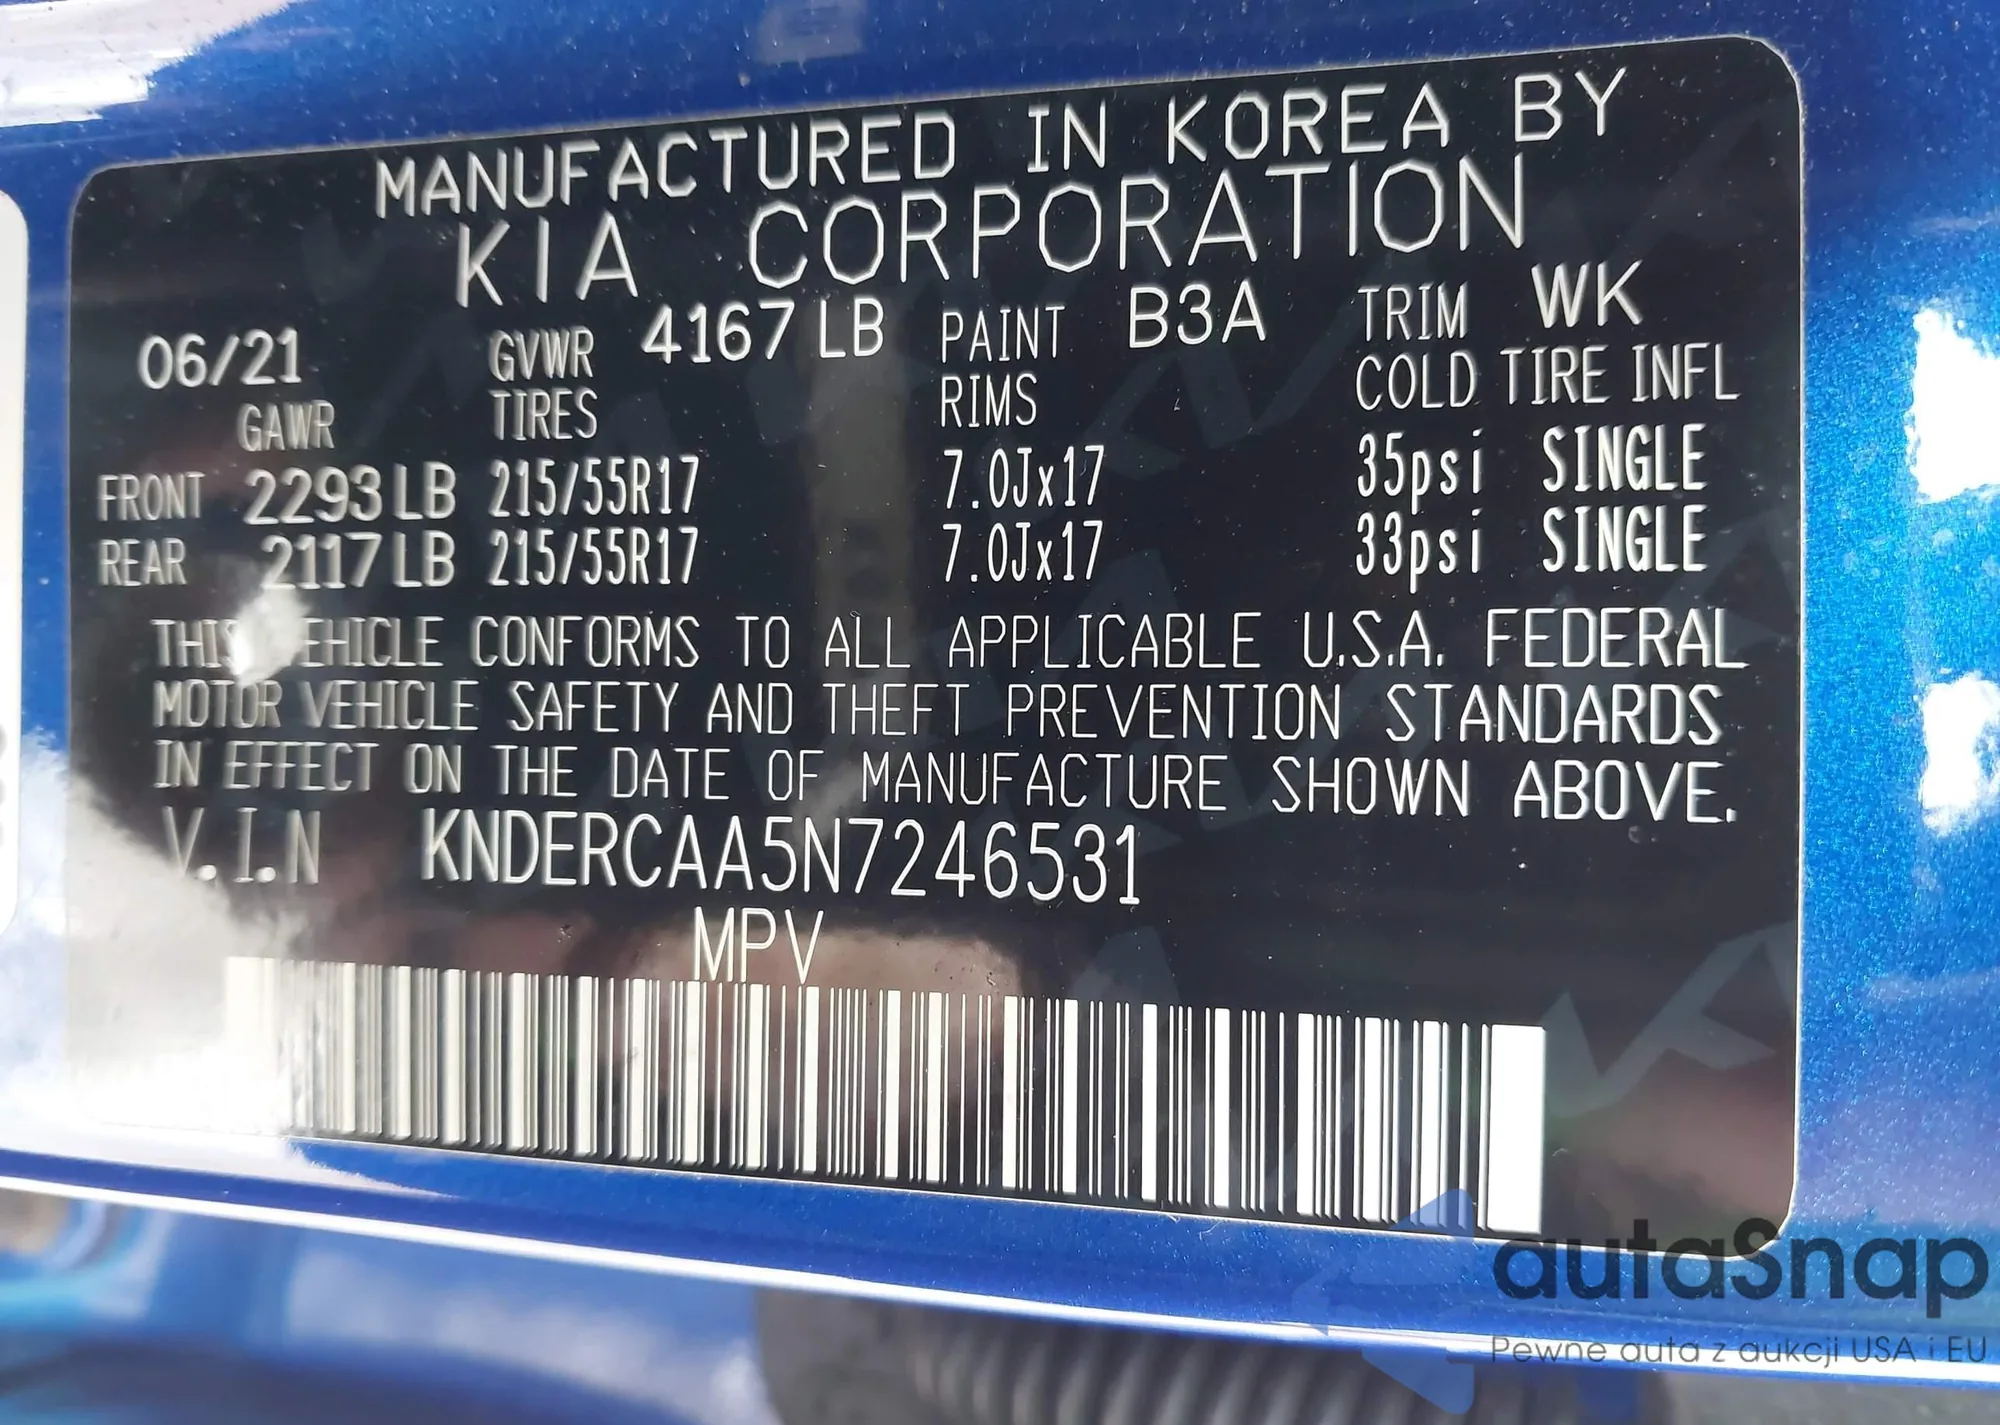 MANUFACTURED IN KOREA BY
KIA CORPORATION
06/21 GVWR 4167 LB PAINT B3A TRIM WK
GAWR TIRES RIMS COLD TIRE INFL
FRONT 2293 LB 215/55R17 7.0Jx17 35psi SINGLE
REAR 2117 LB 215/55R17 7.0Jx17 33psi SINGLE
THIS VEHICLE CONFORMS TO ALL APPLICABLE U.S.A. FEDERAL
MOTOR VEHICLE SAFETY AND THEFT PREVENTION STANDARDS
IN EFFECT ON THE DATE OF MANUFACTURE SHOWN ABOVE.
V.I.N KNDERCAA5N7246531
MPV
autaSnap
Pewne auta z aukcji USA i EU